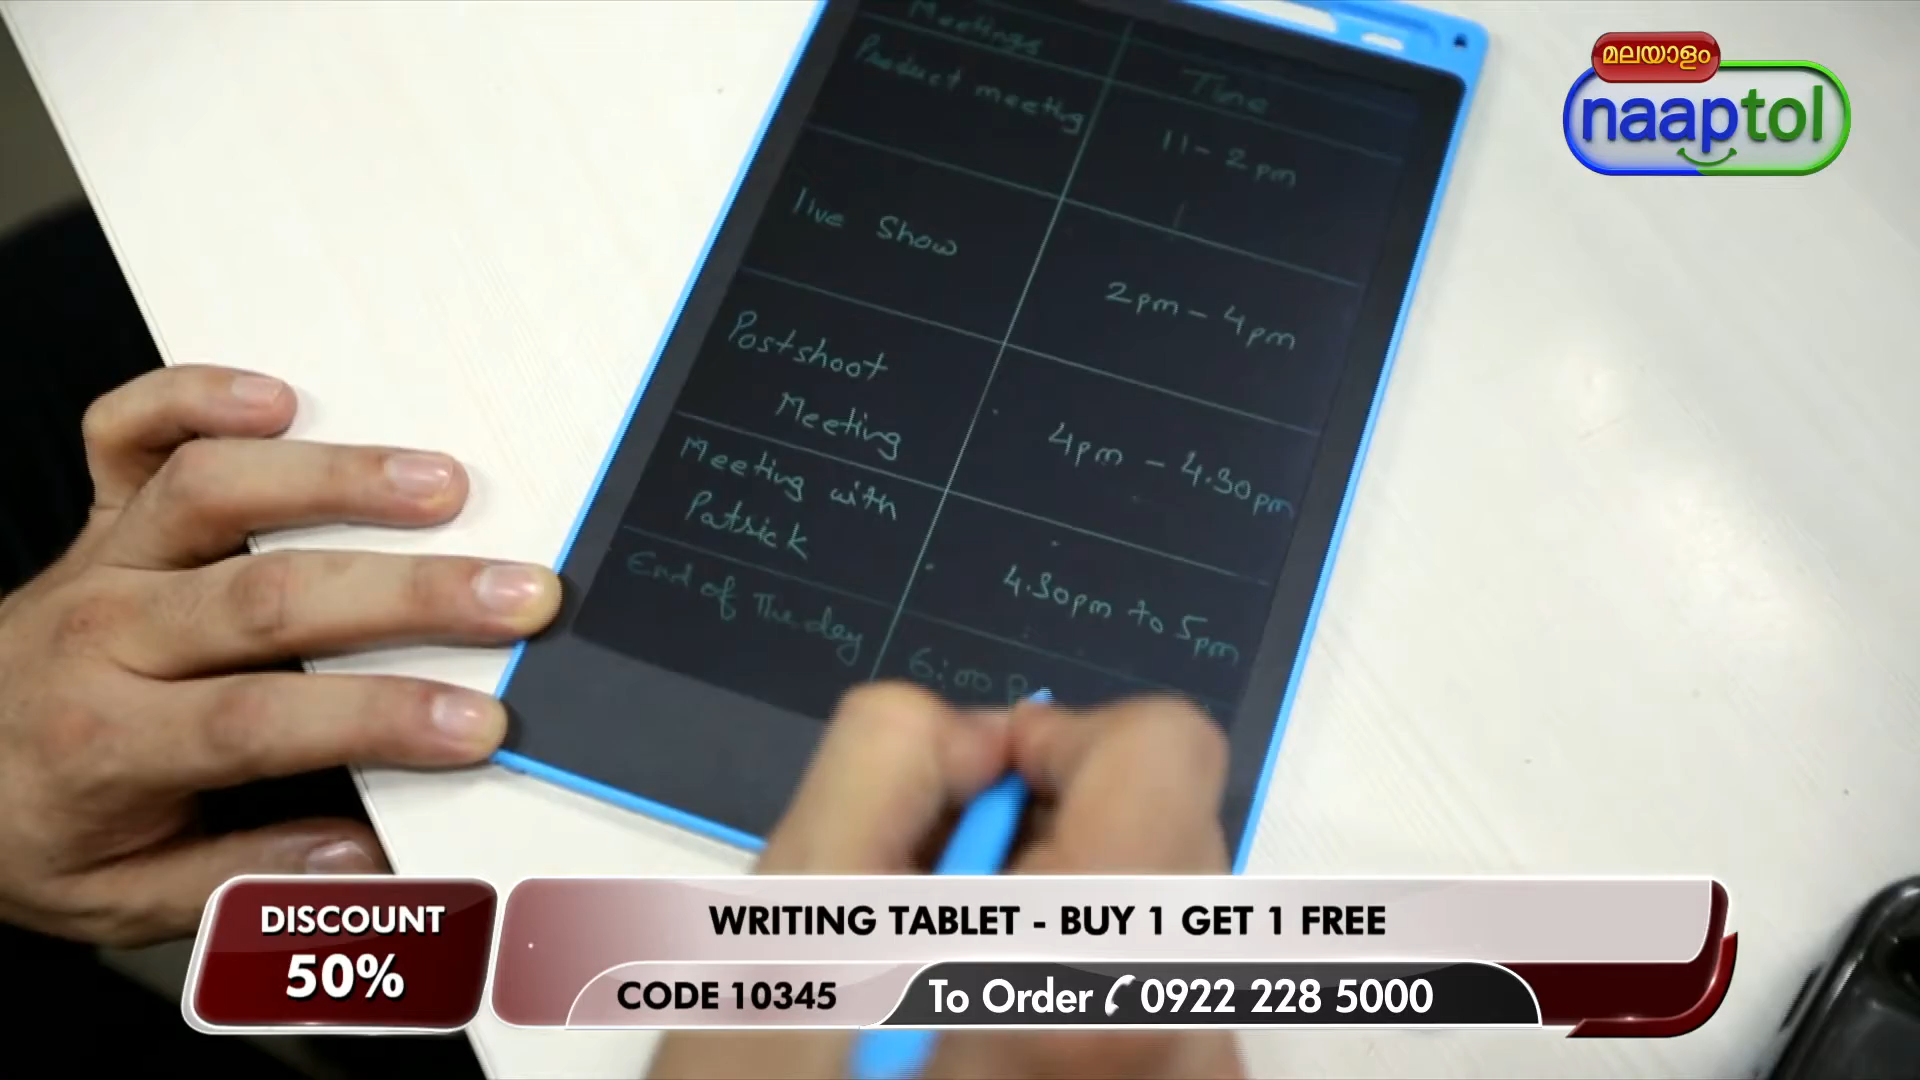 മലയാളം
naaptol
Meetings
Time
Product meeting
11- 2 pm
live Show
2pm - 4pm
Postshoot
Meeting
4pm - 4.30pm
Meeting with
Patrick
4.30pm to 5pm
End of The day
6:00 P
DISCOUNT
50%
WRITING TABLET - BUY 1 GET 1 FREE
CODE 10345
To Order 0922 228 5000